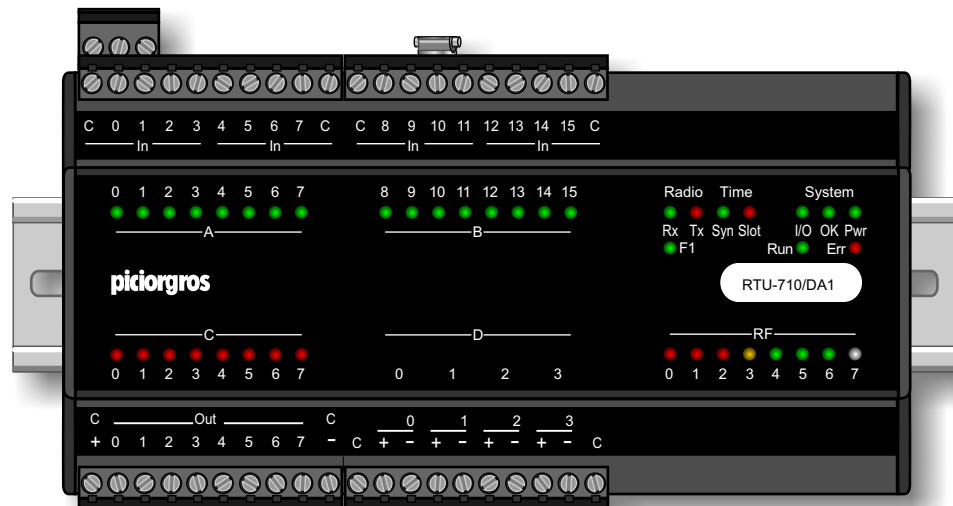 C 0 1 2 3 4 5 6 7 C C 8 9 10 11 12 13 14 15 C
In In In In
0 1 2 3 4 5 6 7 8 9 10 11 12 13 14 15 Radio Time System
A B Rx Tx Syn Slot I/O OK Pwr
F1 Run Err
piciorgros RTU-710/DA1
C D RF
0 1 2 3 4 5 6 7 0 1 2 3 0 1 2 3 4 5 6 7
C Out C 0 1 2 3
+ 0 1 2 3 4 5 6 7 - C + - + - + - + - C